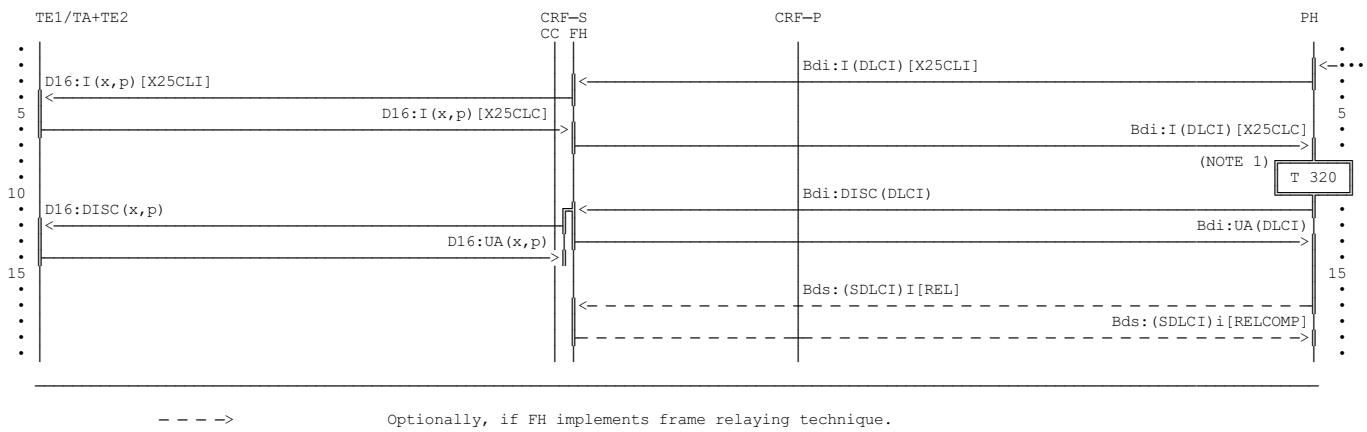 TE1/TA+TE2 CRF—S CRF—P PH
CC FH
Bdi:I(DLCI)[X25CLI]
D16:I(x,p)[X25CLI]
5 D16:I(x,p)[X25CLC] 5
Bdi:I(DLCI)[X25CLC]
(NOTE 1)
T 320
10 Bdi:DISC(DLCI)
D16:DISC(x,p)
Bdi:UA(DLCI)
D16:UA(x,p)
15 15
Bds:(SDLCI)I[REL]
Bds:(SDLCI)i[RELCOMP]
Optionally, if FH implements frame relaying technique.